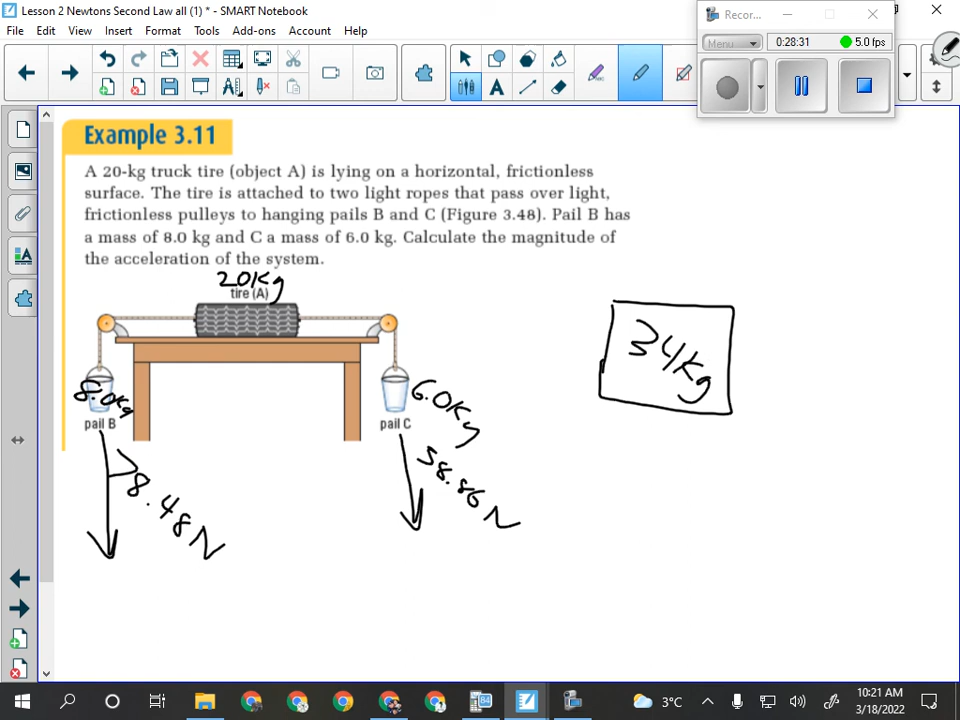 Lesson 2 Newtons Second Law all (1) * - SMART Notebook
File Edit View Insert Format Tools Add-ons Account Help
Recor...
Menu 0:28:31 5.0 fps
Example 3.11
A 20-kg truck tire (object A) is lying on a horizontal, frictionless
surface. The tire is attached to two light ropes that pass over light,
frictionless pulleys to hanging pails B and C (Figure 3.48). Pail B has
a mass of 8.0 kg and C a mass of 6.0 kg. Calculate the magnitude of
the acceleration of the system.
20Kg
tire (A)
34Kg
8.0Kg
6.0Kg
pail B
pail C
78.48N
58.86 N
3°C
10:21 AM
3/18/2022